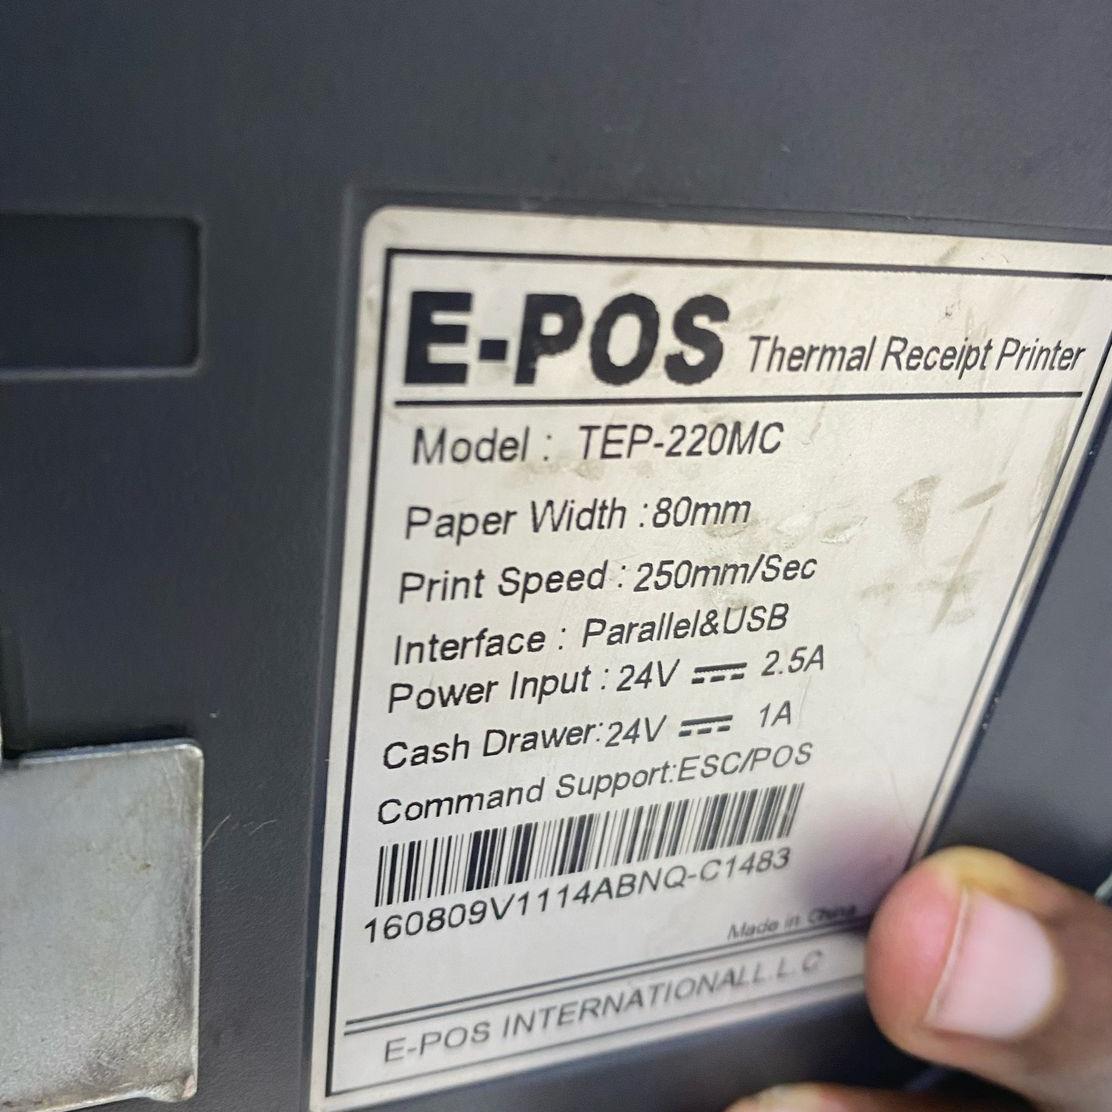 E-POS Thermal Receipt Printer
Model : TEP-220MC
Paper Width :80mm
Print Speed : 250mm/Sec
Interface : Parallel&USB
Power Input : 24V ⎓ 2.5A
Cash Drawer:24V ⎓ 1A
Command Support:ESC/POS
160809V1114ABNQ-C1483
Made in China
E-POS INTERNATIONALL.L.C